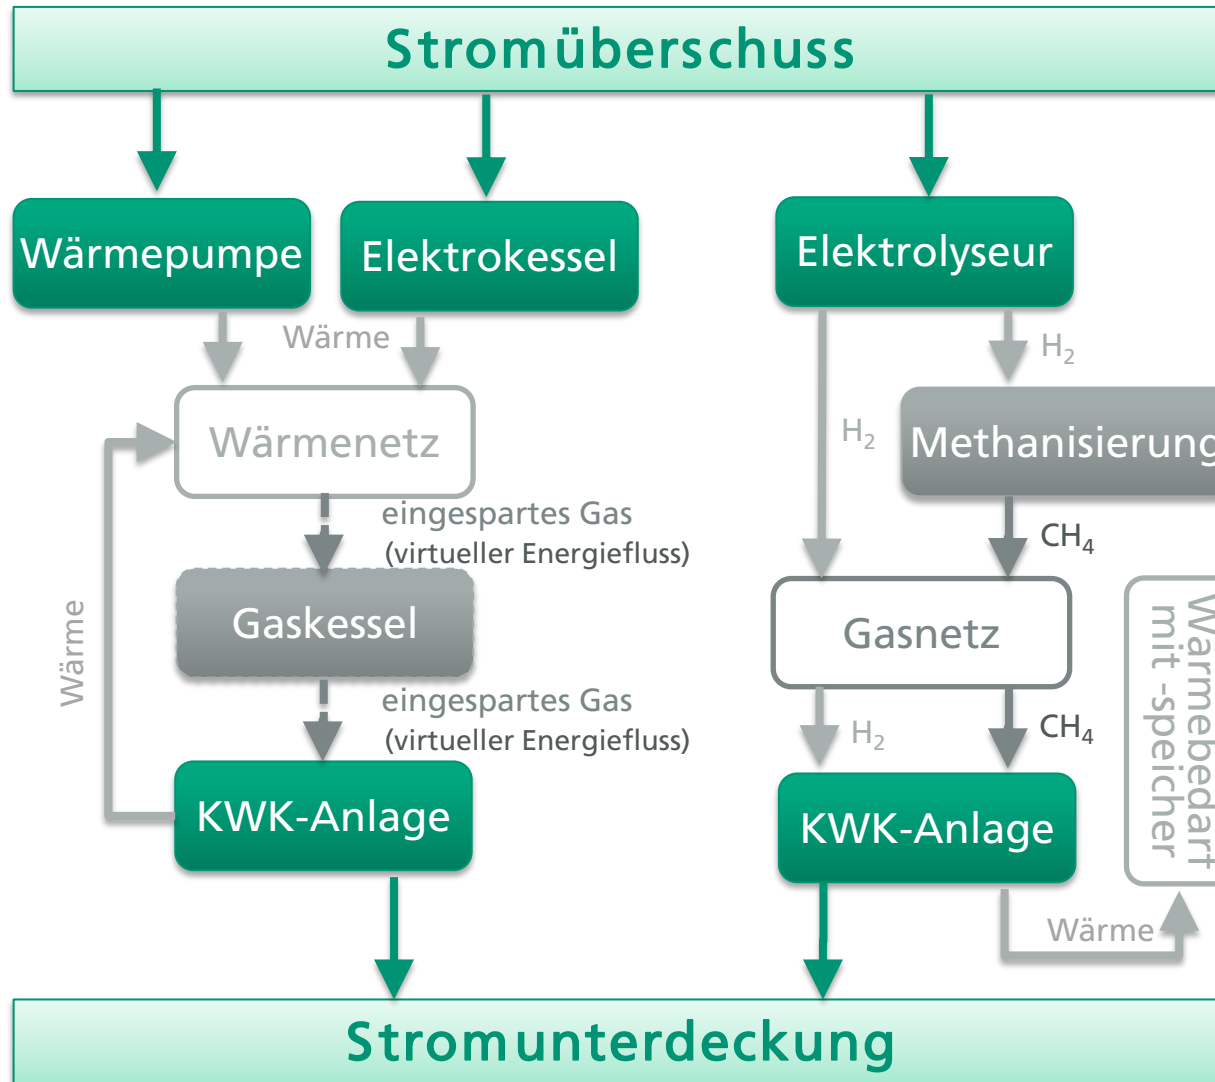 Stromüberschuss
Wärmepumpe
Elektrokessel
Elektrolyseur
Wärme
H₂
H₂
Wärmenetz
Methanisierung
eingespartes Gas
(virtueller Energiefluss)
CH₄
Gaskessel
Gasnetz
Wärmebedarf
mit -speicher
Wärme
eingespartes Gas
(virtueller Energiefluss)
H₂
CH₄
KWK-Anlage
KWK-Anlage
Wärme
Stromunterdeckung